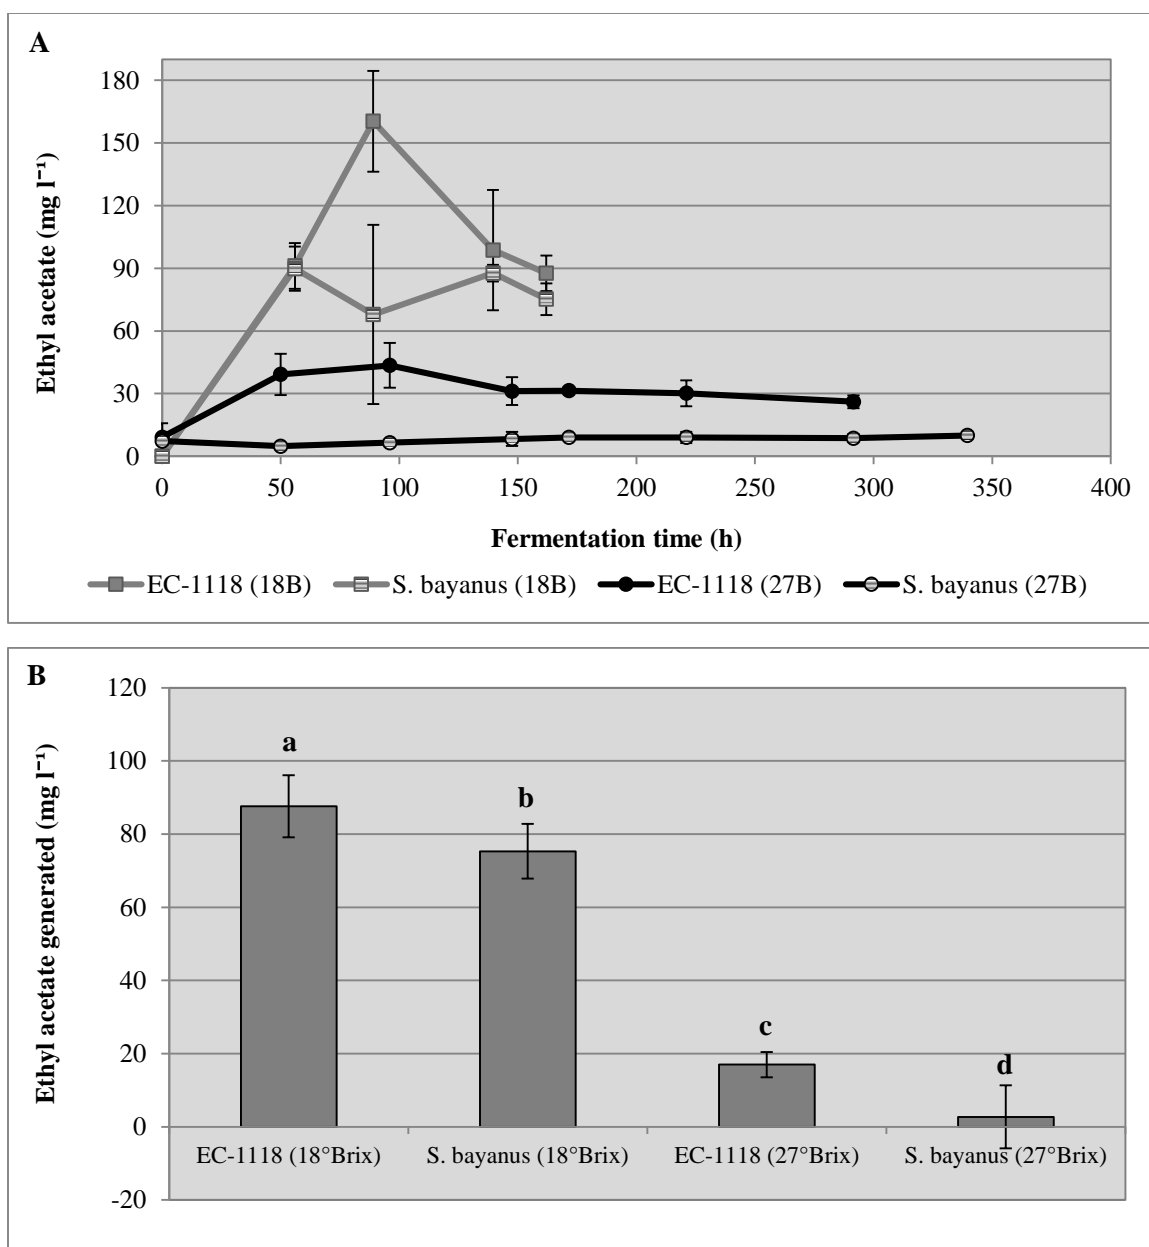 A
180
150
120
90
60
30
0
Ethyl acetate (mg l⁻¹)
0 50 100 150 200 250 300 350 400
Fermentation time (h)
EC-1118 (18B) S. bayanus (18B) EC-1118 (27B) S. bayanus (27B)
B
120
100
80
60
40
20
0
-20
Ethyl acetate generated (mg l⁻¹)
a
b
c
d
EC-1118 (18°Brix) S. bayanus (18°Brix) EC-1118 (27°Brix) S. bayanus (27°Brix)